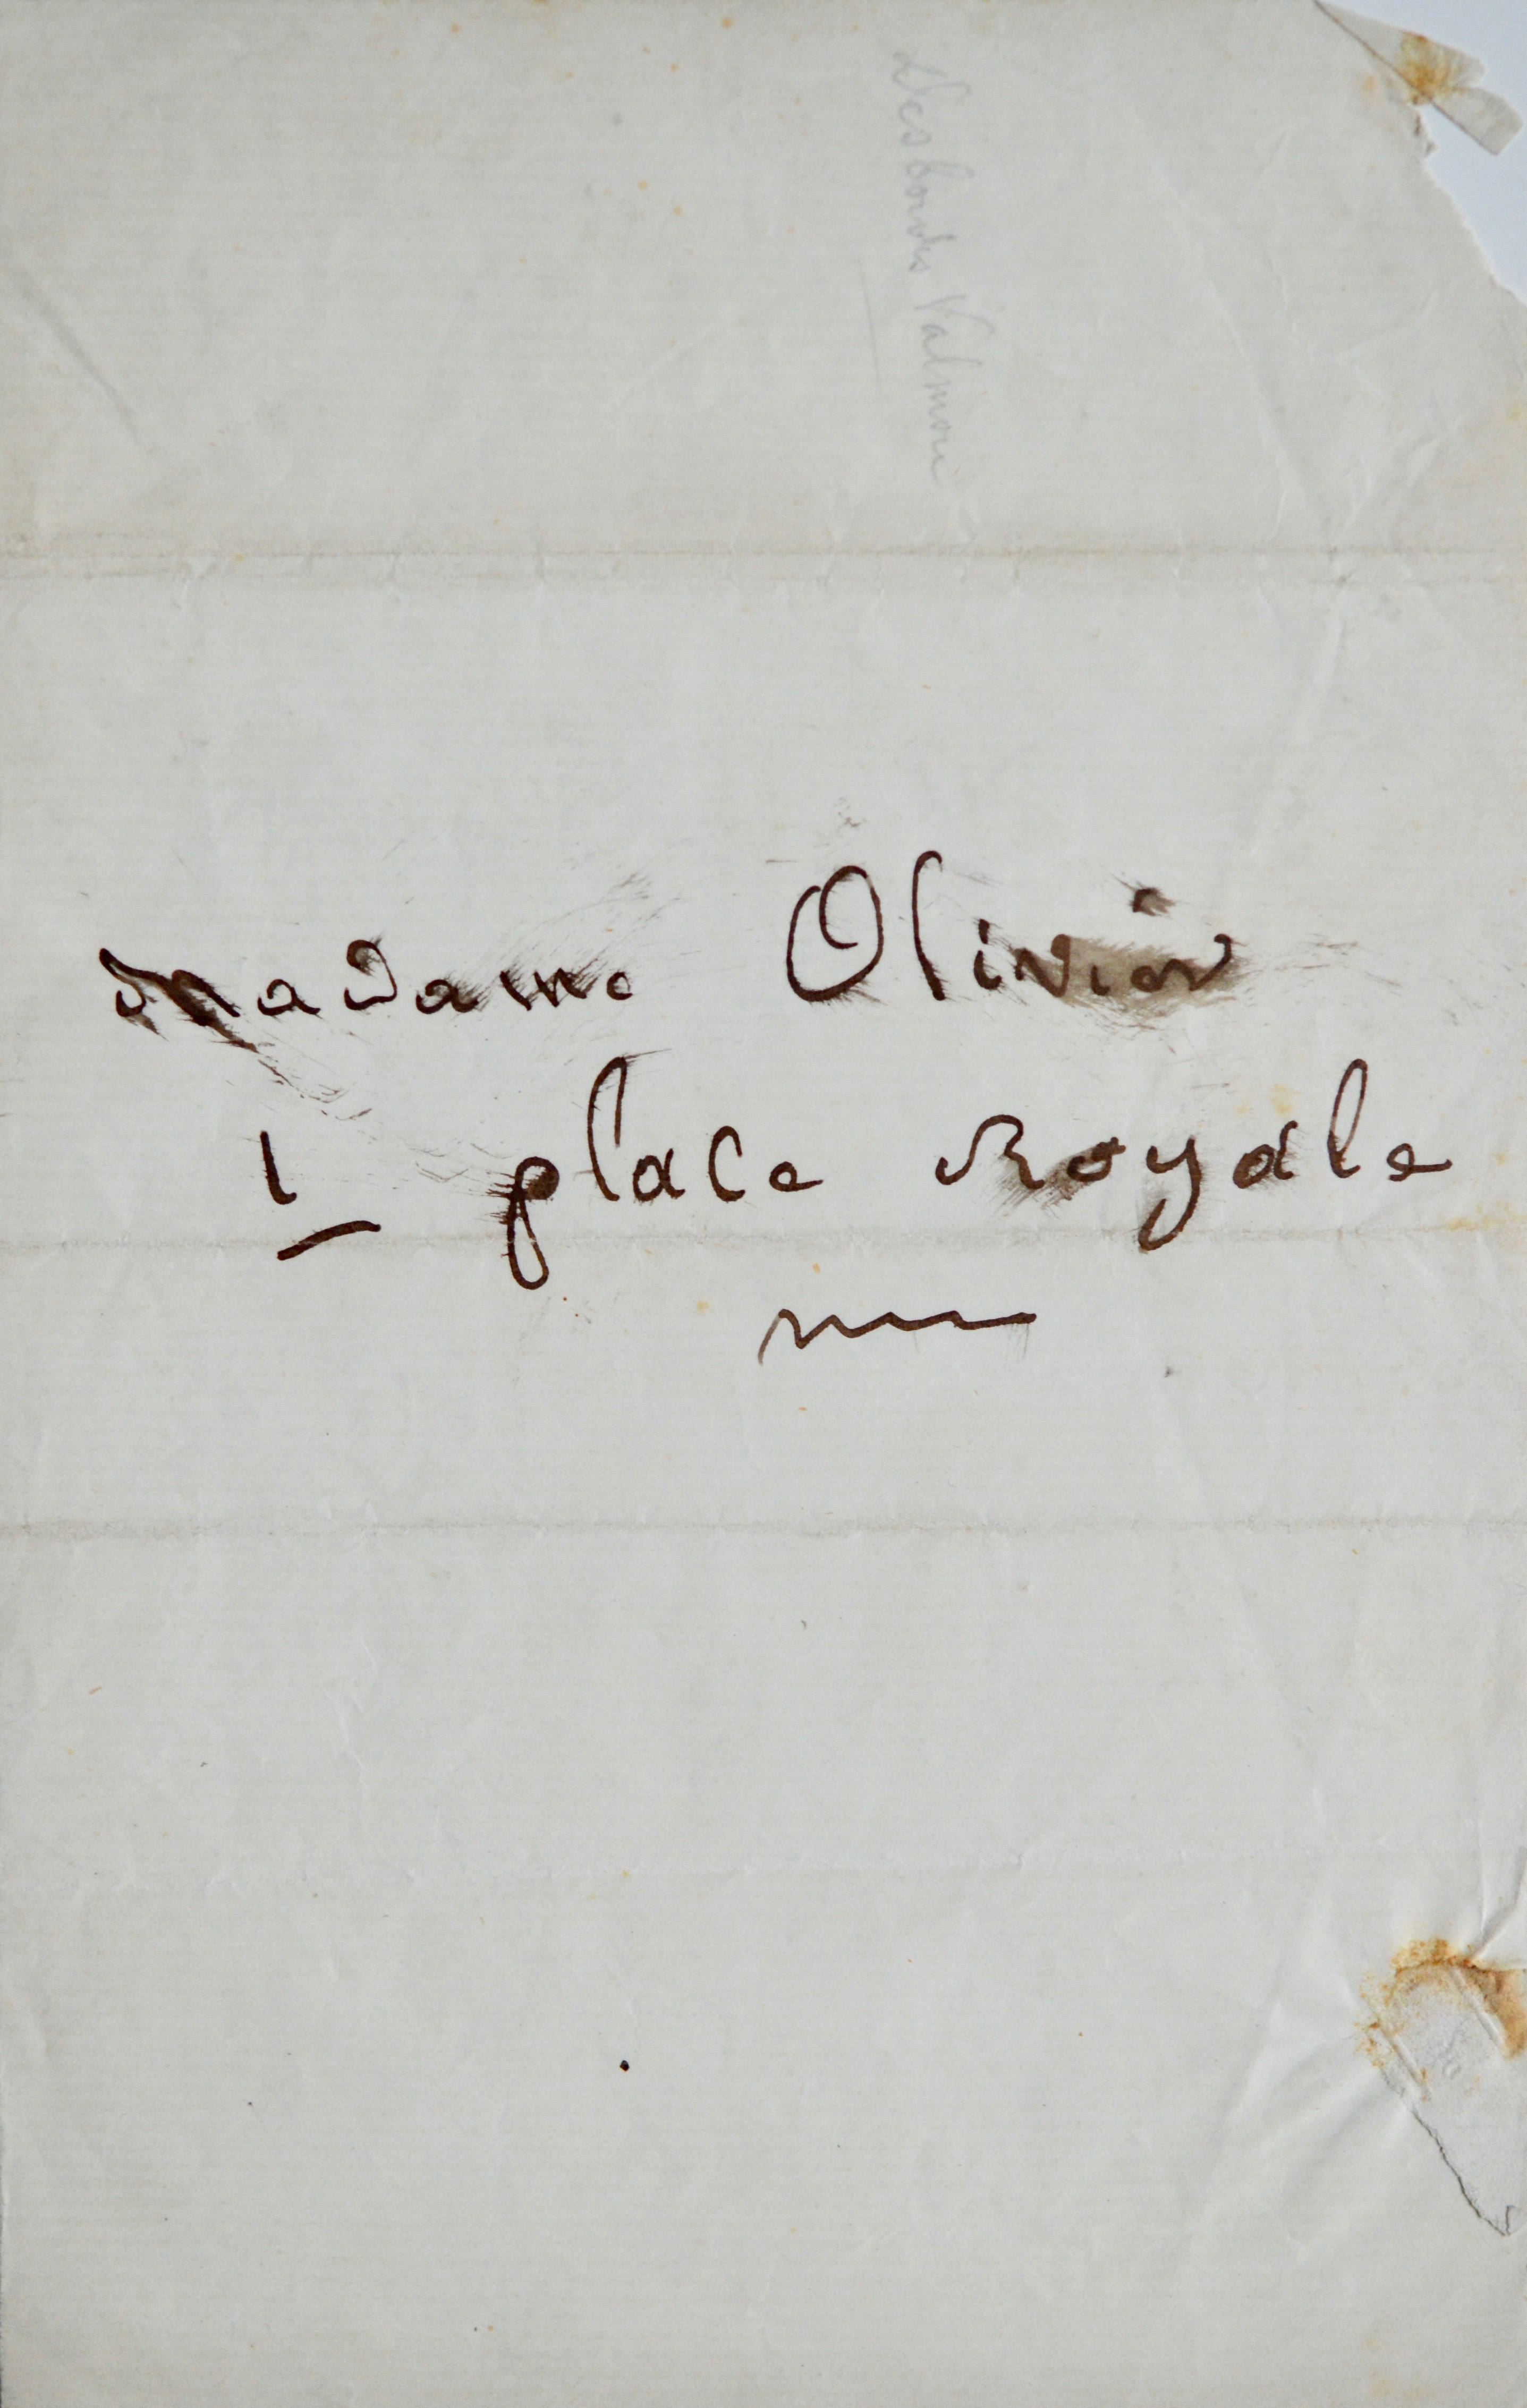 Desbordes Valmore
Madame Olivier
1 place Royale